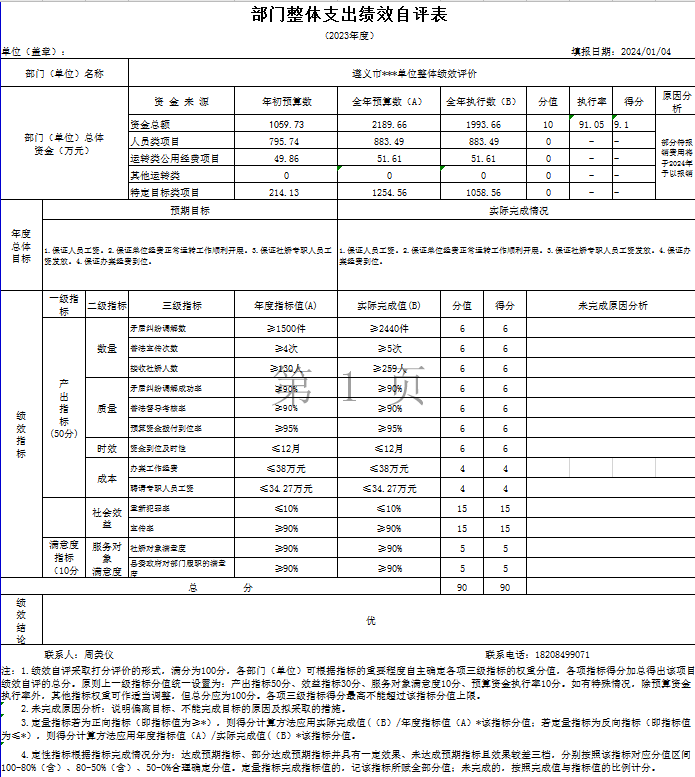 部门整体支出绩效自评表
（2023年度）
单位（盖章）： 填报日期：2024/01/04
部门（单位）名称 遵义市***单位整体绩效评价
部门（单位）总体资金（万元） 资 金 来 源 年初预算数 全年预算数（A） 全年执行数（B） 分值 执行率 得分 原因分析
资金总额 1059.73 2189.66 1993.66 10 91.05 9.1 部分待报销费用将于2024年予以报销
人员类项目 795.74 883.49 883.49 0 - -
运转类公用经费项目 49.86 51.61 51.61 0 - -
其他运转类 0 0 0 0 - -
特定目标类项目 214.13 1254.56 1058.56 0 - -
年度总体目标 预期目标 实际完成情况
1.保证人员工资。2.保证单位经费正常运转工作顺利开展。3.保证社矫专职人员工资发放。4.保证办案经费到位。
1.保证人员工资。2.保证单位经费正常运转工作顺利开展。3.保证社矫专职人员工资发放。4.保证办案经费到位。
绩效指标 一级指标 二级指标 三级指标 年度指标值(A) 实际完成值(B) 分值 得分 未完成原因分析
产出指标(50分) 数量 矛盾纠纷调解数 ≥1500件 ≥2440件 6 6
普法宣传次数 ≥4次 ≥5次 6 6
接收社矫人数 ≥130人 ≥259人 6 6
质量 矛盾纠纷调解成功率 ≥90% ≥90% 6 6
普法督导考核率 ≥90% ≥90% 6 6
预算资金拨付到位率 ≥95% ≥95% 6 6
时效 资金到位及时性 ≤12月 ≤12月 6 6
成本 办案工作经费 ≤38万元 ≤38万元 4 4
聘请专职人员工资 ≤34.27万元 ≤34.27万元 4 4
社会效益 重新犯罪率 ≤10% ≤10% 15 15
宣传率 ≥90% ≥90% 15 15
满意度指标（10分 服务对象满意度 社矫对象满意度 ≥90% ≥90% 5 5
县委政府对部门履职的满意度 ≥90% ≥90% 5 5
总 分 90 90
绩效结论 优
联系人：周美仪 联系电话：18208499071
注：1.绩效自评采取打分评价的形式，满分为100分，各部门（单位）可根据指标的重要程度自主确定各项三级指标的权重分值，各项指标得分加总得出该项目
绩效自评的总分。原则上一级指标分值统一设置为：产出指标50分、效益指标30分、服务对象满意度10分、预算资金执行率10分。如有特殊情况，除预算资金
执行率外，其他指标权重可作适当调整，但总分应为100分。各项三级指标得分最高不能超过该指标分值上限。
2.未完成原因分析：说明偏离目标、不能完成目标的原因及拟采取的措施。
3.定量指标若为正向指标（即指标值为≥*），则得分计算方法应用实际完成值(（B）/年度指标值（A）*该指标分值；若定量指标为反向指标（即指标值
为≤*），则得分计算方法应用年度指标值（A）/实际完成值(（B）*该指标分值。
4.定性指标根据指标完成情况分为：达成预期指标、部分达成预期指标并具有一定效果、未达成预期指标且效果较差三档，分别按照该指标对应分值区间
100-80%（含）、80-50%（含）、50-0%合理确定分值。定量指标完成指标值的，记该指标所赋全部分值；未完成的，按照完成值与指标值的比例计分。
第 1 页